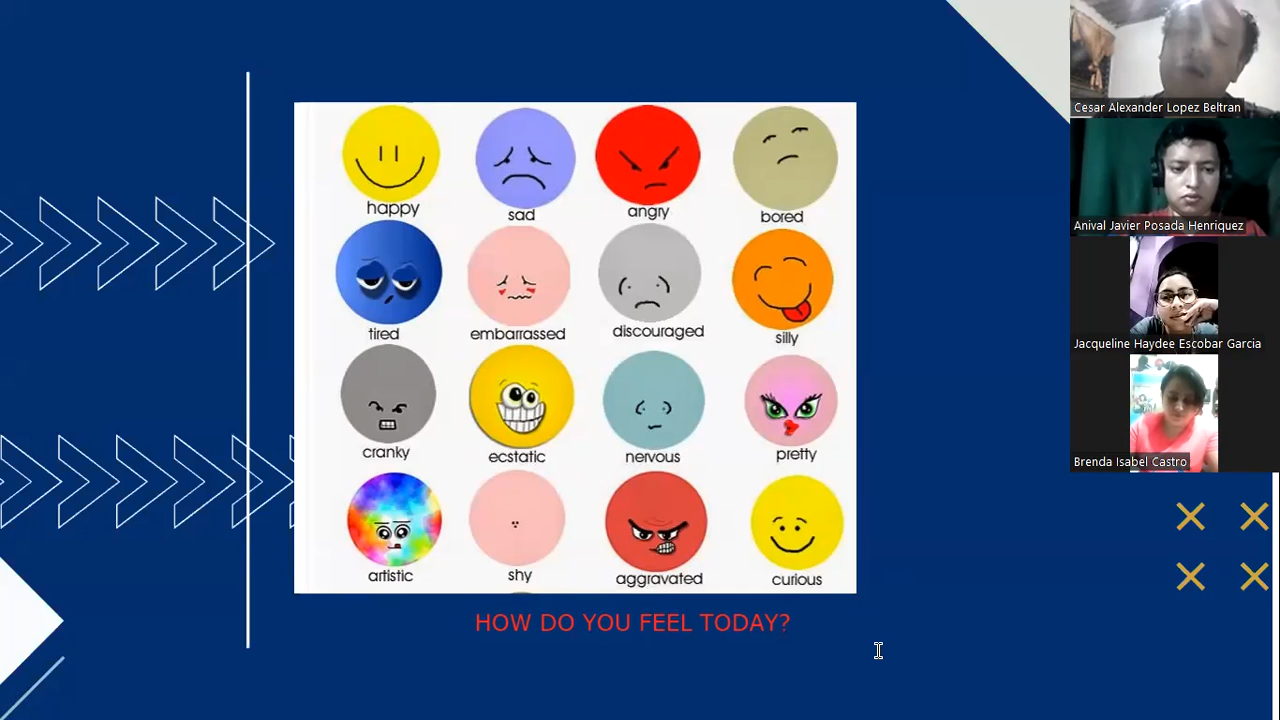 happy sad angry bored
tired embarrassed discouraged silly
cranky ecstatic nervous pretty
artistic shy aggravated curious
HOW DO YOU FEEL TODAY?
Cesar Alexander Lopez Beltran
Anival Javier Posada Henriquez
Jacqueline Haydee Escobar Garcia
Brenda Isabel Castro